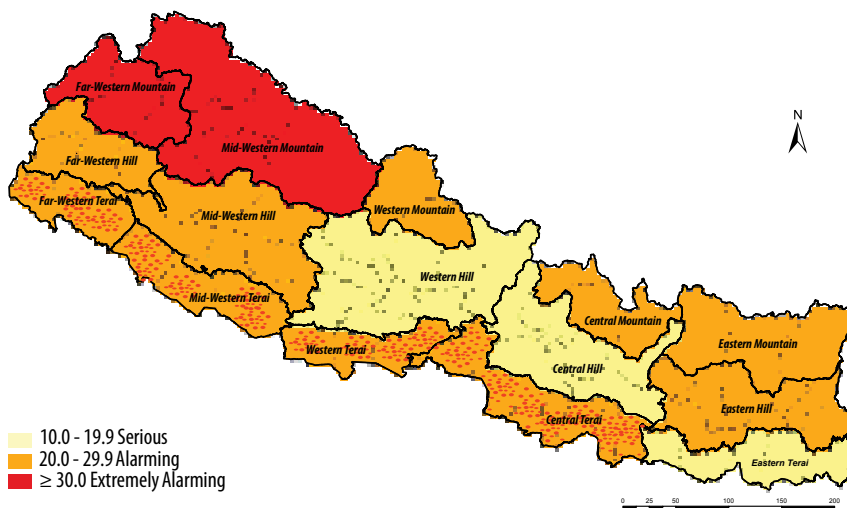 Far-Western Mountain
N
Mid-Western Mountain
Far-Western Hill
Far-Western Terai
Mid-Western Hill
Western Mountain
Western Hill
Mid-Western Terai
Central Mountain
Eastern Mountain
Western Terai
Central Hill
Eastern Hill
Central Terai
Eastern Terai
10.0 - 19.9 Serious
20.0 - 29.9 Alarming
≥ 30.0 Extremely Alarming
0 25 50 100 150 200